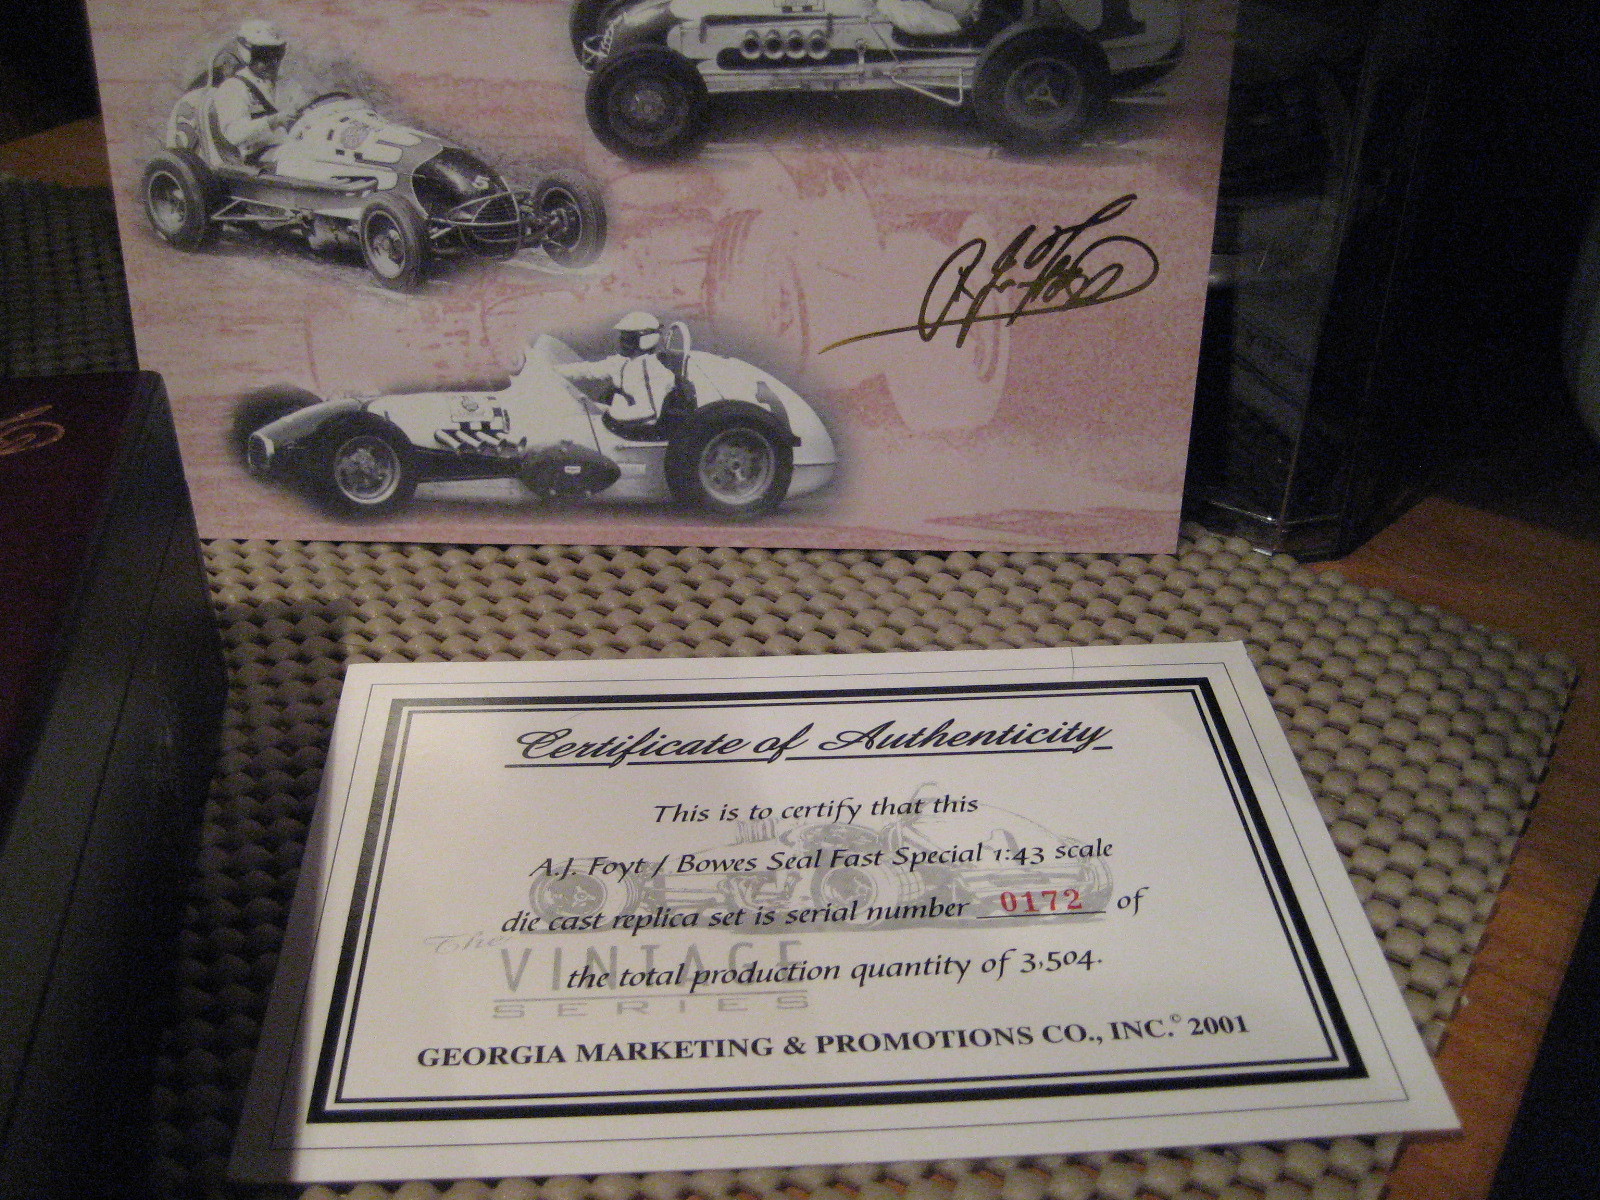 A.J. Foyt
Certificate of Authenticity
This is to certify that this
A.J. Foyt / Bowes Seal Fast Special 1:43 scale
die cast replica set is serial number 0172 of
the total production quantity of 3,504.
The
VINTAGE
SERIES
GEORGIA MARKETING & PROMOTIONS CO., INC.© 2001